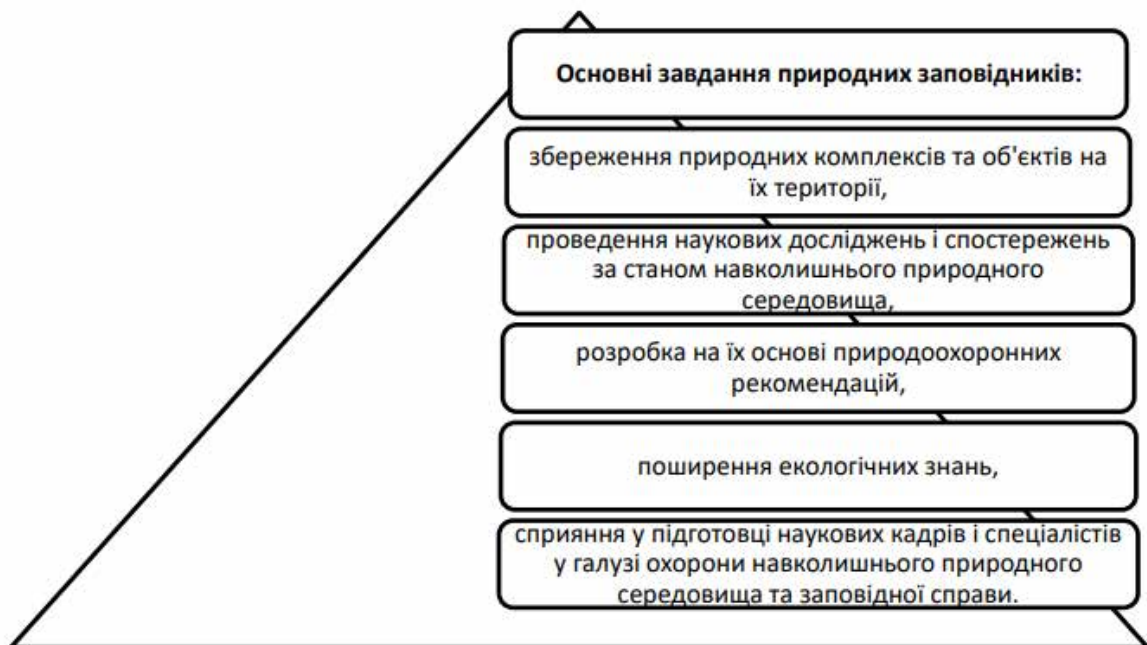 Основні завдання природних заповідників:
збереження природних комплексів та об'єктів на
їх території,
проведення наукових досліджень і спостережень
за станом навколишнього природного
середовища,
розробка на їх основі природоохоронних
рекомендацій,
поширення екологічних знань,
сприяння у підготовці наукових кадрів і спеціалістів
у галузі охорони навколишнього природного
середовища та заповідної справи.